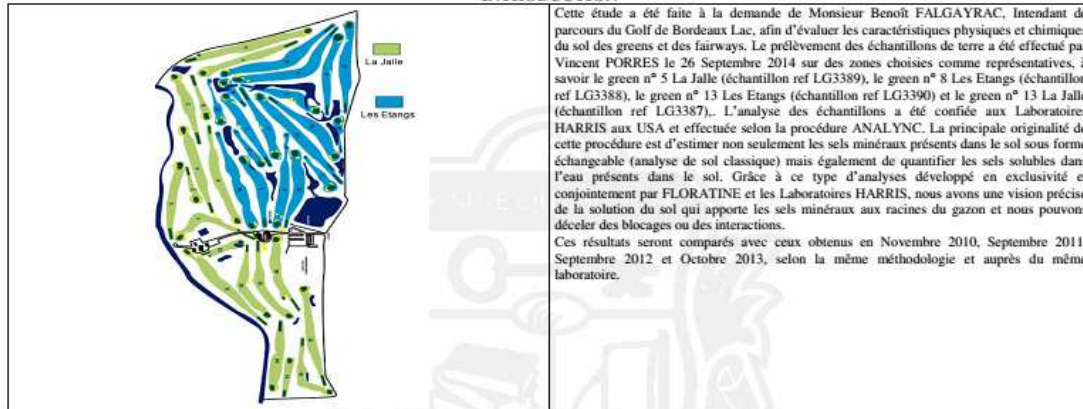 La Jalle
Les Etangs
Cette étude a été faite à la demande de Monsieur Benoît FALGAYRAC, Intendant d
parcours du Golf de Bordeaux Lac, afin d'évaluer les caractéristiques physiques et chimique
du sol des greens et des fairways. Le prélèvement des échantillons de terre a été effectué pa
Vincent PORRES le 26 Septembre 2014 sur des zones choisies comme représentatives, à
savoir le green n° 5 La Jalle (échantillon ref LG3389), le green n° 8 Les Etangs (échantillon
ref LG3388), le green n° 13 Les Etangs (échantillon ref LG3390) et le green n° 13 La Jalle
(échantillon ref LG3387),. L'analyse des échantillons a été confiée aux Laboratoire
HARRIS aux USA et effectuée selon la procédure ANALYNC. La principale originalité d
cette procédure est d'estimer non seulement les sels minéraux présents dans le sol sous forme
échangeable (analyse de sol classique) mais également de quantifier les sels solubles dan
l'eau présents dans le sol. Grâce à ce type d'analyses développé en exclusivité e
conjointement par FLORATINE et les Laboratoires HARRIS, nous avons une vision précise
de la solution du sol qui apporte les sels minéraux aux racines du gazon et nous pouvon
déceler des blocages ou des interactions.
Ces résultats seront comparés avec ceux obtenus en Novembre 2010, Septembre 2011
Septembre 2012 et Octobre 2013, selon la même méthodologie et auprès du même
laboratoire.